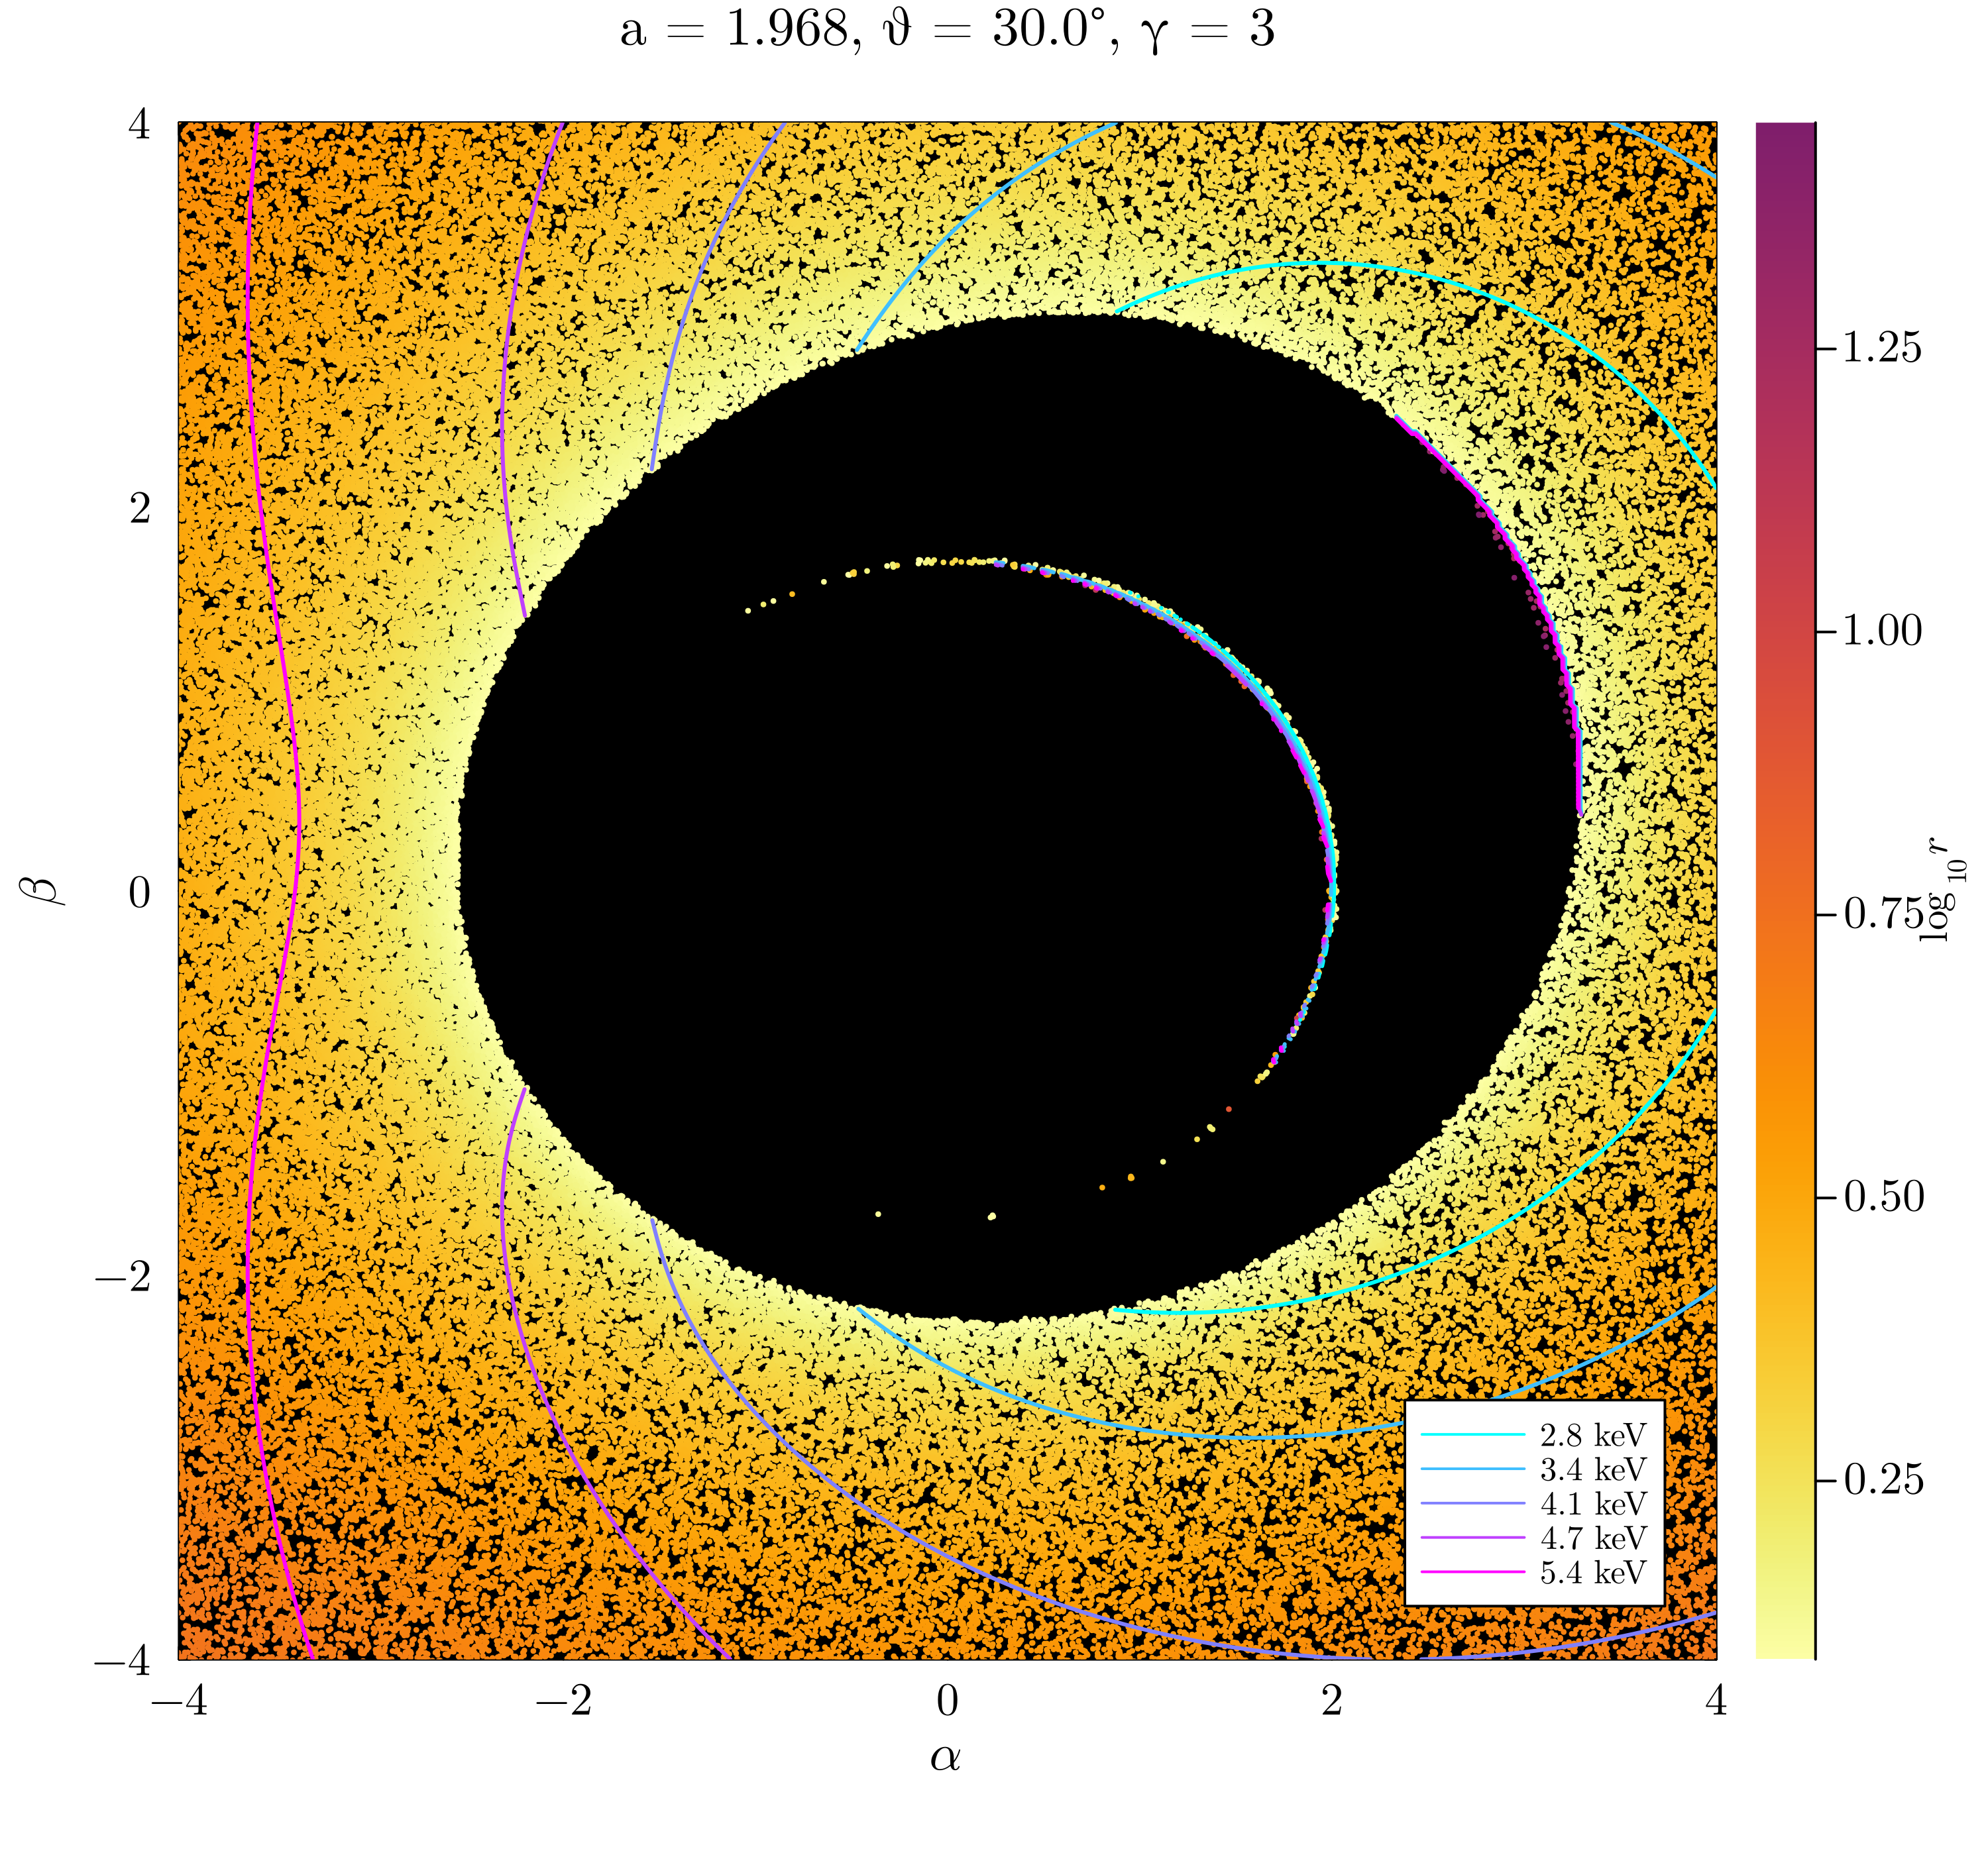 a = 1.968, ϑ = 30.0°, γ = 3
4
2
0
−2
−4
β
−4
−2
0
2
4
α
2.8 keV
3.4 keV
4.1 keV
4.7 keV
5.4 keV
1.25
1.00
0.75
0.50
0.25
log₁₀ r